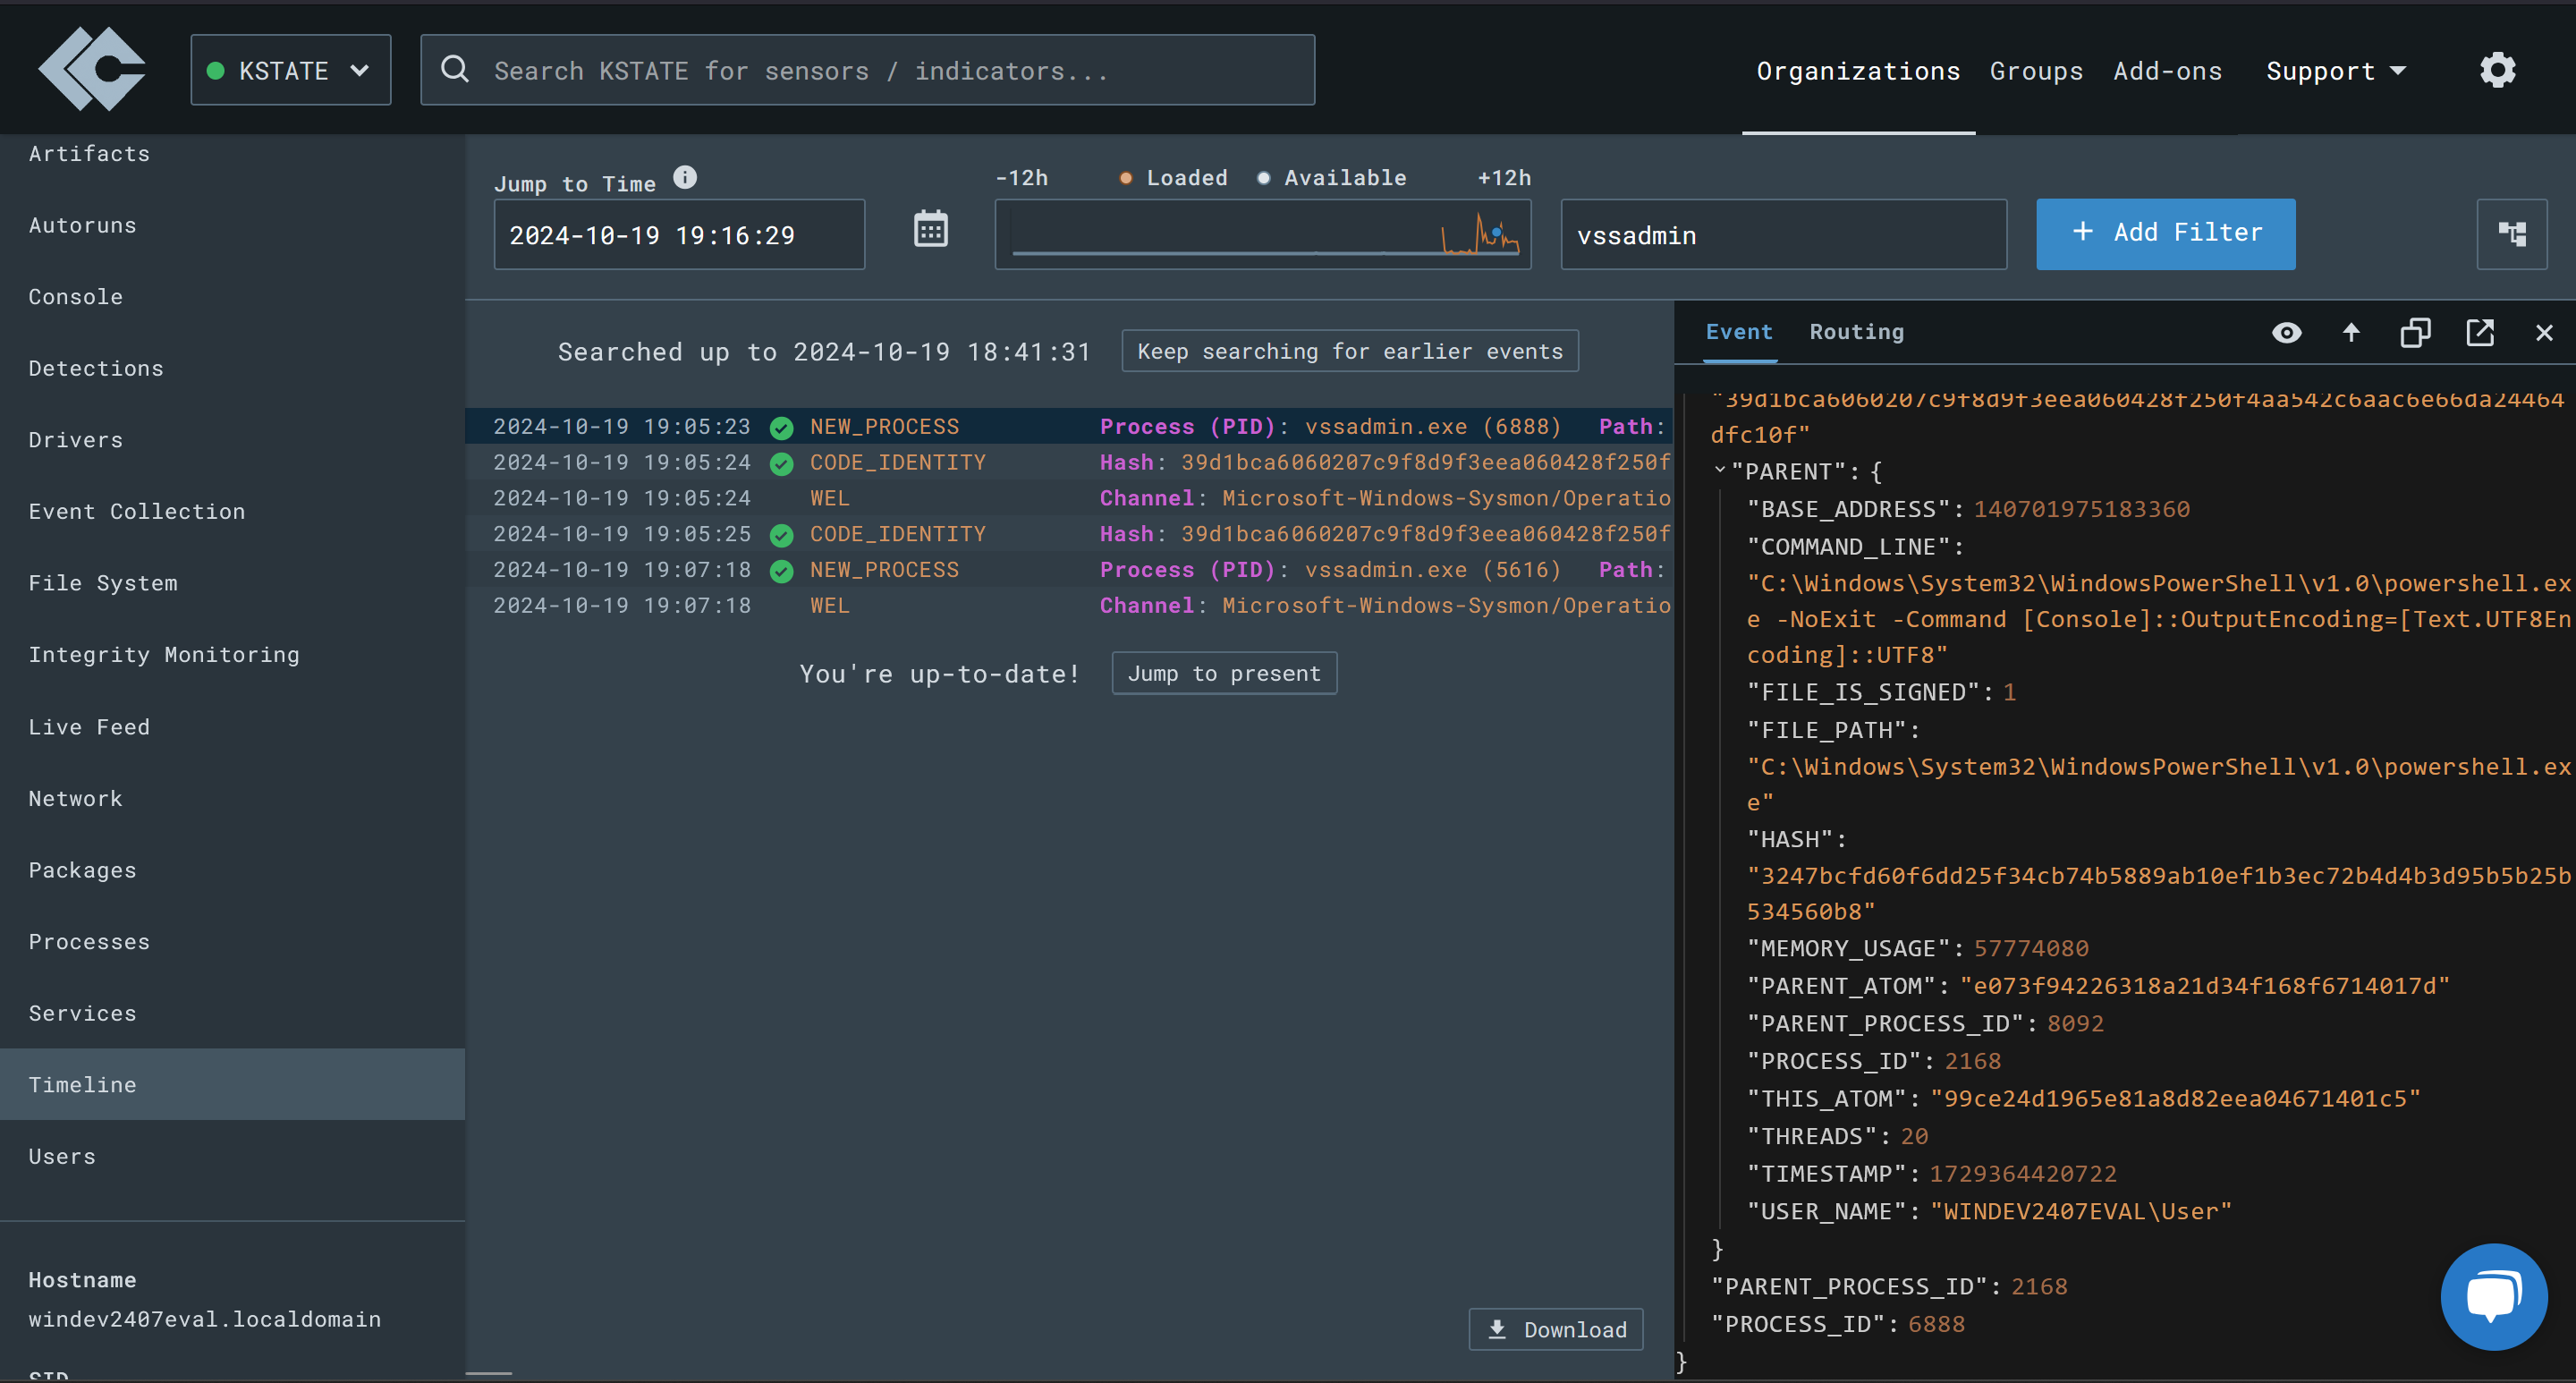 KSTATE
Search KSTATE for sensors / indicators...
Organizations
Groups
Add-ons
Support
Artifacts
Autoruns
Console
Detections
Drivers
Event Collection
File System
Integrity Monitoring
Live Feed
Network
Packages
Processes
Services
Timeline
Users
Hostname
windev2407eval.localdomain
SID
Jump to Time
2024-10-19 19:16:29
-12h
Loaded
Available
+12h
vssadmin
+ Add Filter
Searched up to 2024-10-19 18:41:31
Keep searching for earlier events
2024-10-19 19:05:23 NEW_PROCESS Process (PID): vssadmin.exe (6888) Path:
2024-10-19 19:05:24 CODE_IDENTITY Hash: 39d1bca6060207c9f8d9f3eea060428f250f
2024-10-19 19:05:24 WEL Channel: Microsoft-Windows-Sysmon/Operatio
2024-10-19 19:05:25 CODE_IDENTITY Hash: 39d1bca6060207c9f8d9f3eea060428f250f
2024-10-19 19:07:18 NEW_PROCESS Process (PID): vssadmin.exe (5616) Path:
2024-10-19 19:07:18 WEL Channel: Microsoft-Windows-Sysmon/Operatio
You're up-to-date!
Jump to present
Download
Event
Routing
"39d1bca6060207c9f8d9f3eea060428f250f4aa542c6aac6e66da24464
dfc10f"
"PARENT": {
"BASE_ADDRESS": 140701975183360
"COMMAND_LINE":
"C:\Windows\System32\WindowsPowerShell\v1.0\powershell.ex
e -NoExit -Command [Console]::OutputEncoding=[Text.UTF8En
coding]::UTF8"
"FILE_IS_SIGNED": 1
"FILE_PATH":
"C:\Windows\System32\WindowsPowerShell\v1.0\powershell.ex
e"
"HASH":
"3247bcfd60f6dd25f34cb74b5889ab10ef1b3ec72b4d4b3d95b5b25b
534560b8"
"MEMORY_USAGE": 57774080
"PARENT_ATOM": "e073f94226318a21d34f168f6714017d"
"PARENT_PROCESS_ID": 8092
"PROCESS_ID": 2168
"THIS_ATOM": "99ce24d1965e81a8d82eea04671401c5"
"THREADS": 20
"TIMESTAMP": 1729364420722
"USER_NAME": "WINDEV2407EVAL\User"
}
"PARENT_PROCESS_ID": 2168
"PROCESS_ID": 6888
}